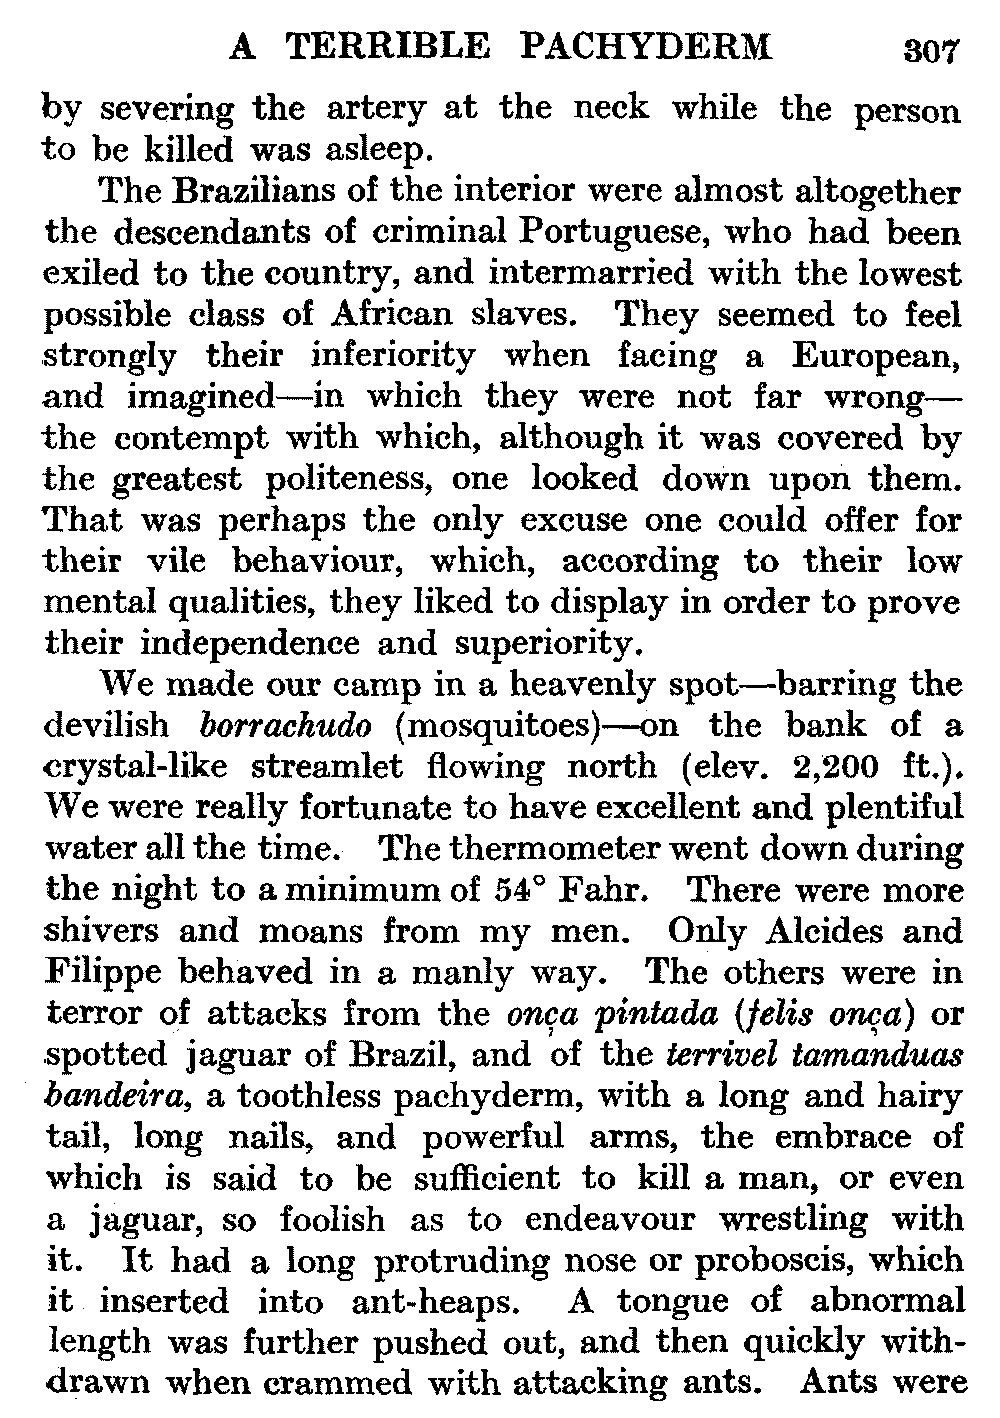 A TERRIBLE PACHYDERM 307
by severing the artery at the neck while the person
to be killed was asleep.
The Brazilians of the interior were almost altogether
the descendants of criminal Portuguese, who had been
exiled to the country, and intermarried with the lowest
possible class of African slaves. They seemed to feel
strongly their inferiority when facing a European,
and imagined—in which they were not far wrong—
the contempt with which, although it was covered by
the greatest politeness, one looked down upon them.
That was perhaps the only excuse one could offer for
their vile behaviour, which, according to their low
mental qualities, they liked to display in order to prove
their independence and superiority.
We made our camp in a heavenly spot—barring the
devilish borrachudo (mosquitoes)—on the bank of a
crystal-like streamlet flowing north (elev. 2,200 ft.).
We were really fortunate to have excellent and plentiful
water all the time. The thermometer went down during
the night to a minimum of 54° Fahr. There were more
shivers and moans from my men. Only Alcides and
Filippe behaved in a manly way. The others were in
terror of attacks from the onça pintada (felis onça) or
spotted jaguar of Brazil, and of the terrivel tamanduas
bandeira, a toothless pachyderm, with a long and hairy
tail, long nails, and powerful arms, the embrace of
which is said to be sufficient to kill a man, or even
a jaguar, so foolish as to endeavour wrestling with
it. It had a long protruding nose or proboscis, which
it inserted into ant-heaps. A tongue of abnormal
length was further pushed out, and then quickly with-
drawn when crammed with attacking ants. Ants were